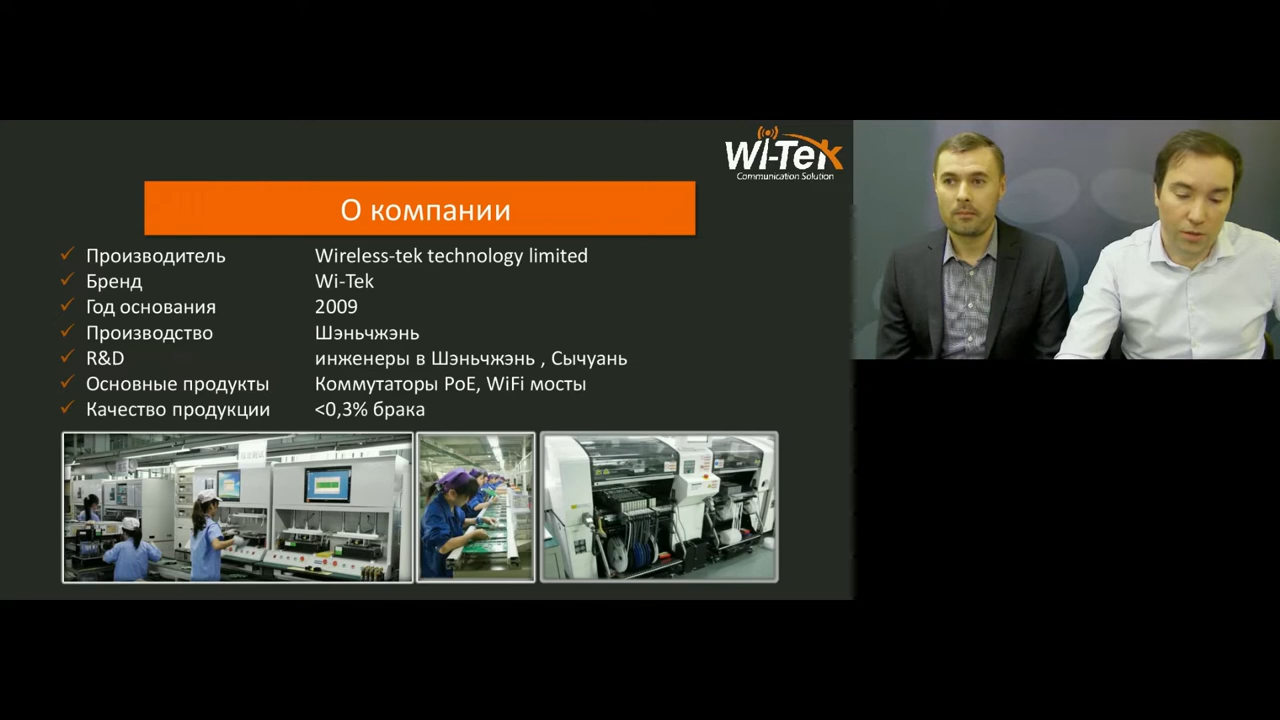 Wi-Tek
Communication Solution
О компании
Производитель Wireless-tek technology limited
Бренд Wi-Tek
Год основания 2009
Производство Шэньчжэнь
R&D инженеры в Шэньчжэнь , Сычуань
Основные продукты Коммутаторы PoE, WiFi мосты
Качество продукции <0,3% брака